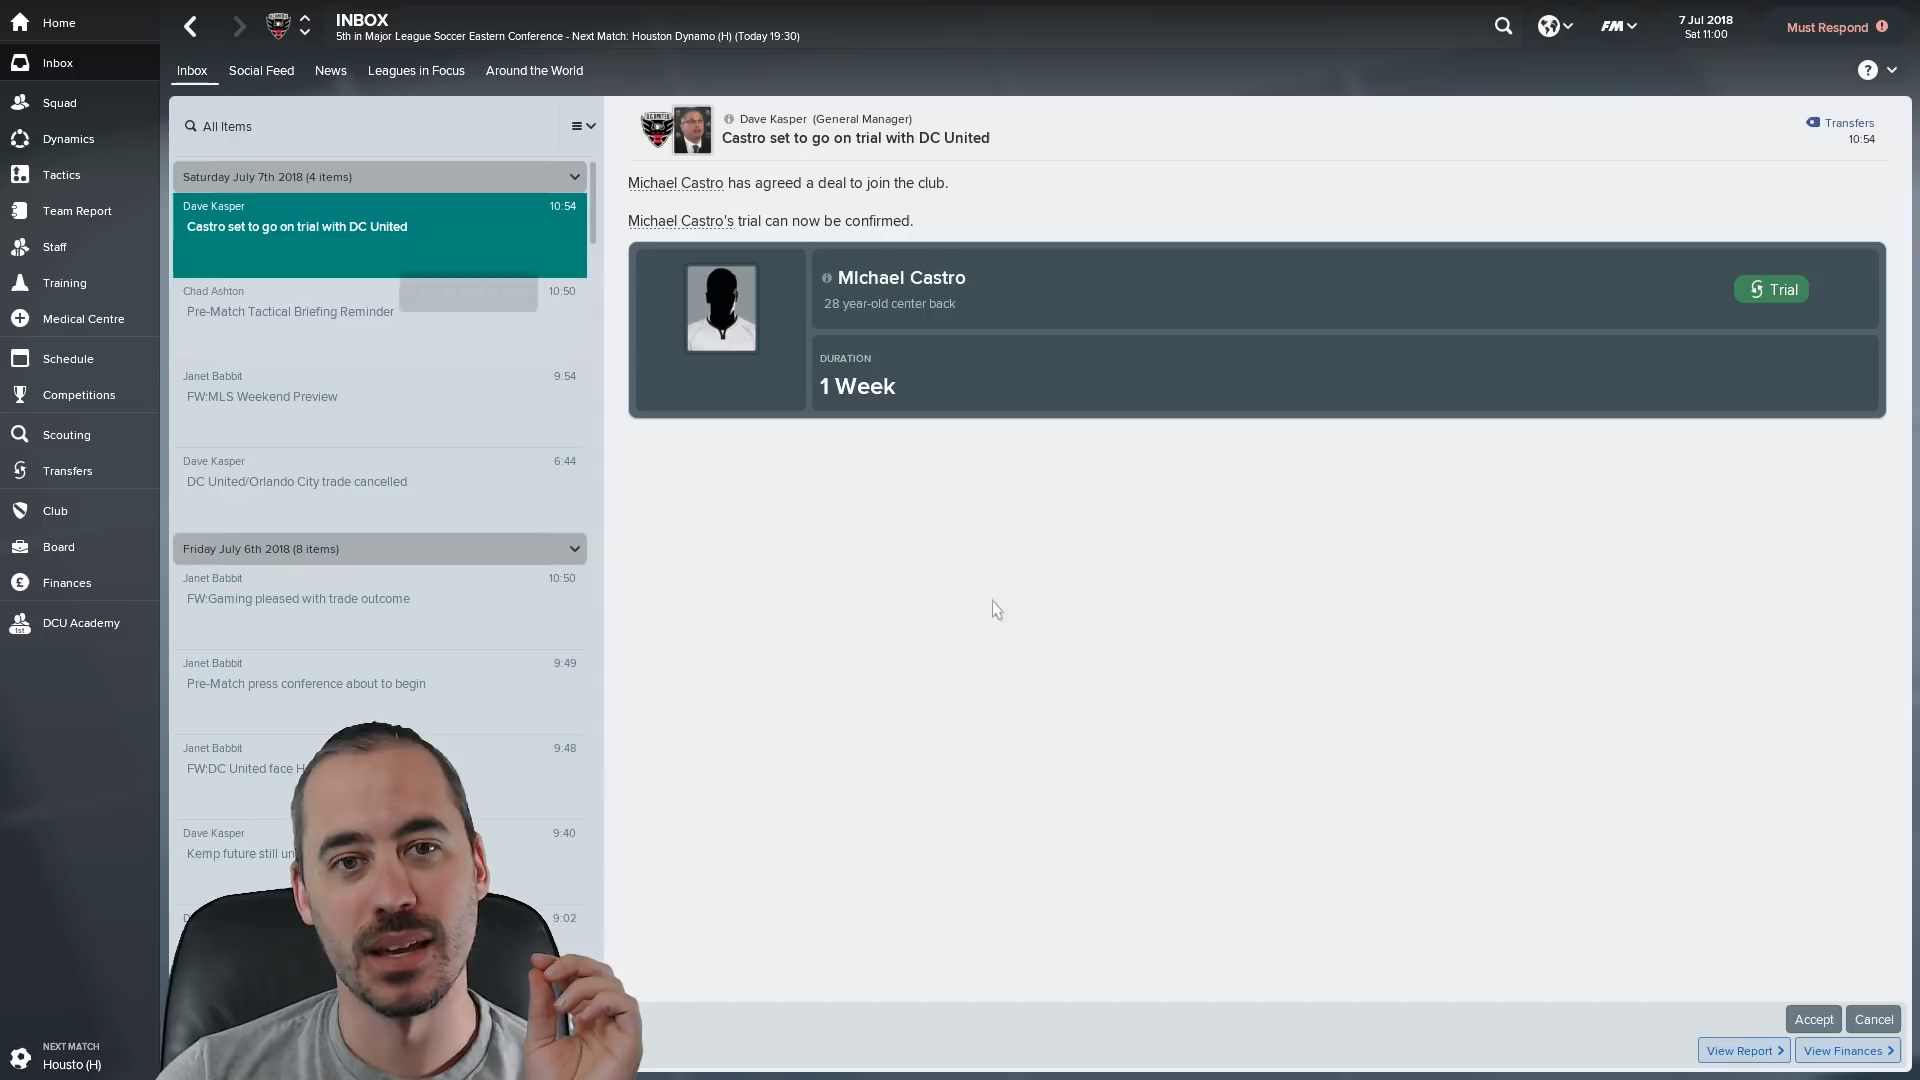 Home
Inbox
Squad
Dynamics
Tactics
Team Report
Staff
Training
Medical Centre
Schedule
Competitions
Scouting
Transfers
Club
Board
Finances
1st
DCU Academy
NEXT MATCH
Housto (H)
INBOX
5th in Major League Soccer Eastern Conference - Next Match: Houston Dynamo (H) (Today 19:30)
FM
7 Jul 2018
Sat 11:00
Must Respond
Inbox Social Feed News Leagues in Focus Around the World
All Items
Saturday July 7th 2018 (4 items)
Dave Kasper 10:54
Castro set to go on trial with DC United
Chad Ashton 10:50
Pre-Match Tactical Briefing Reminder
Janet Babbit 9:54
FW:MLS Weekend Preview
Dave Kasper 6:44
DC United/Orlando City trade cancelled
Friday July 6th 2018 (8 items)
Janet Babbit 10:50
FW:Gaming pleased with trade outcome
Janet Babbit 9:49
Pre-Match press conference about to begin
Janet Babbit 9:48
FW:DC United face H
Dave Kasper 9:40
Kemp future still un
9:02
Dave Kasper (General Manager)
Castro set to go on trial with DC United
Transfers
10:54
Michael Castro has agreed a deal to join the club.
Michael Castro's trial can now be confirmed.
Michael Castro
28 year-old center back
Trial
DURATION
1 Week
Accept Cancel
View Report > View Finances >